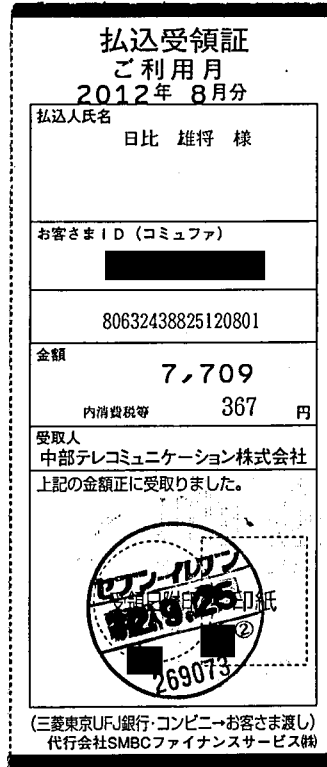 払込受領証
ご利用月
2012年 8月分
払込人氏名
日比 雄将 様
お客さまID（コミュファ）
80632438825120801
金額
7,709
内消費税等 367 円
受取人
中部テレコミュニケーション株式会社
上記の金額正に受取りました。
セブン-イレブン
印紙
②
269073
(三菱東京UFJ銀行・コンビニ→お客さま渡し)
代行会社SMBCファイナンスサービス㈱